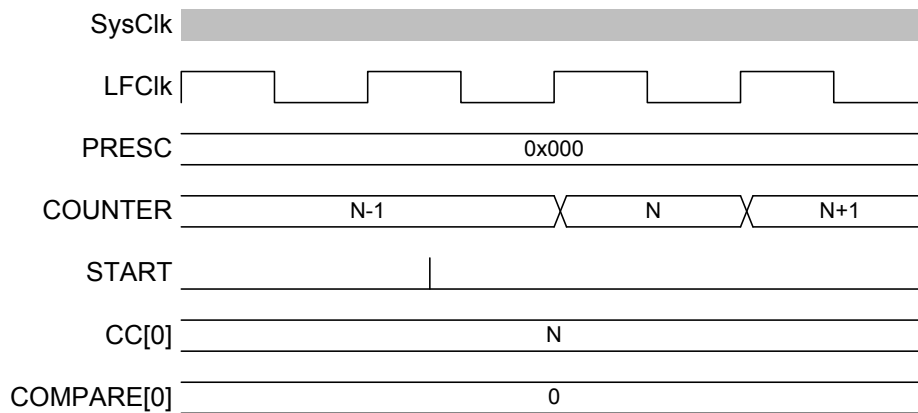 SysClk
LFClk
PRESC 0x000
COUNTER N-1 N N+1
START
CC[0] N
COMPARE[0] 0